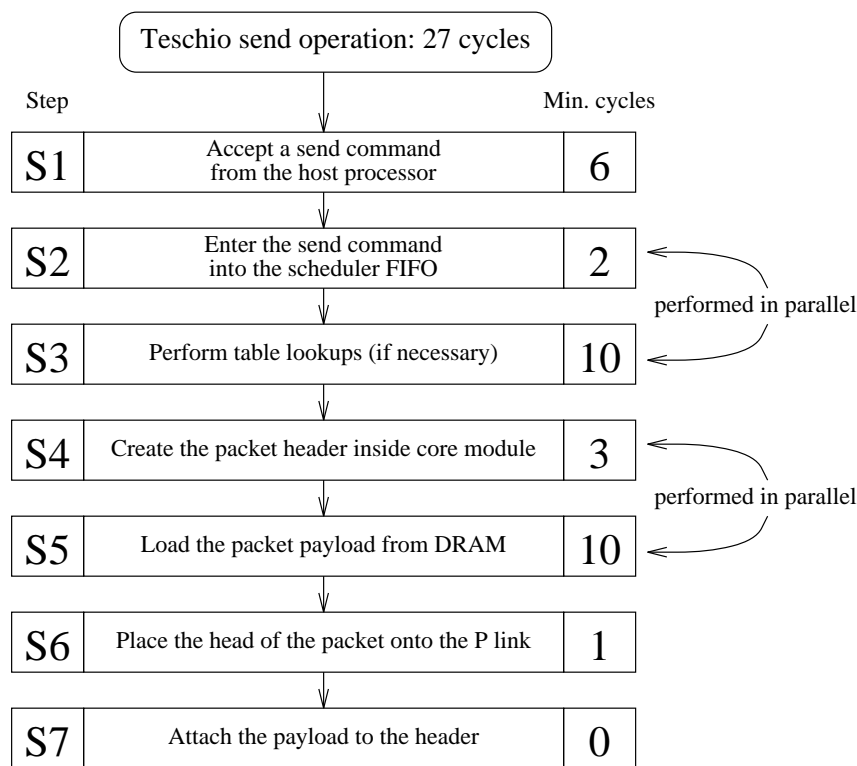 Teschio send operation: 27 cycles
Step
Min. cycles
S1
Accept a send command
from the host processor
6
S2
Enter the send command
into the scheduler FIFO
2
performed in parallel
S3
Perform table lookups (if necessary)
10
S4
Create the packet header inside core module
3
performed in parallel
S5
Load the packet payload from DRAM
10
S6
Place the head of the packet onto the P link
1
S7
Attach the payload to the header
0